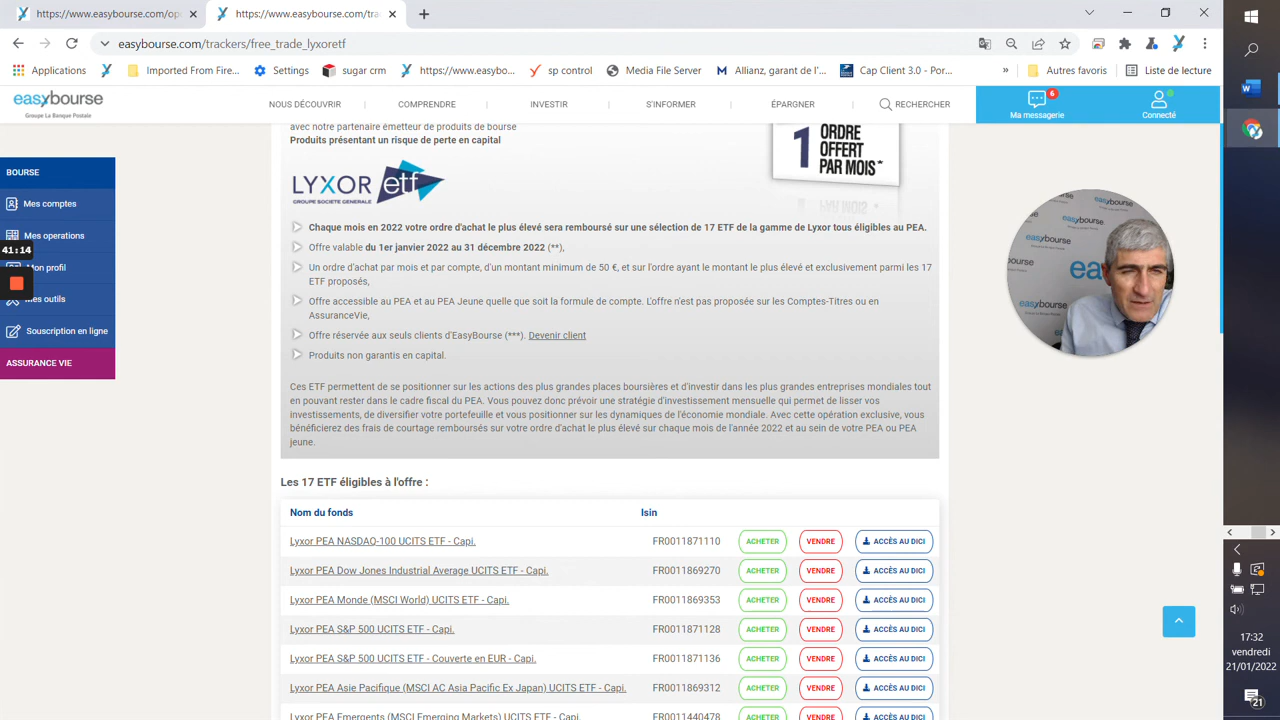 https://www.easybourse.com/op
https://www.easybourse.com/tra
easybourse.com/trackers/free_trade_lyxoretf
Applications
Imported From Fire...
Settings
sugar crm
https://www.easybo...
sp control
Media File Server
Allianz, garant de l'...
Cap Client 3.0 - Por...
Autres favoris
Liste de lecture
easybourse
Groupe La Banque Postale
NOUS DÉCOUVRIR
COMPRENDRE
INVESTIR
S'INFORMER
ÉPARGNER
RECHERCHER
6
Ma messagerie
Connecté
BOURSE
Mes comptes
Mes operations
41:14
Mon profil
Mes outils
Souscription en ligne
ASSURANCE VIE
avec notre partenaire émetteur de produits de bourse
Produits présentant un risque de perte en capital
1 ORDRE
OFFERT
PAR MOIS*
LYXOR etf
GROUPE SOCIETE GENERALE
Chaque mois en 2022 votre ordre d'achat le plus élevé sera remboursé sur une sélection de 17 ETF de la gamme de Lyxor tous éligibles au PEA.
Offre valable du 1er janvier 2022 au 31 décembre 2022 (**),
Un ordre d'achat par mois et par compte, d'un montant minimum de 50 €, et sur l'ordre ayant le montant le plus élevé et exclusivement parmi les 17
ETF proposés,
Offre accessible au PEA et au PEA Jeune quelle que soit la formule de compte. L'offre n'est pas proposée sur les Comptes-Titres ou en
AssuranceVie,
Offre réservée aux seuls clients d'EasyBourse (***). Devenir client
Produits non garantis en capital.
Ces ETF permettent de se positionner sur les actions des plus grandes places boursières et d'investir dans les plus grandes entreprises mondiales tout
en pouvant rester dans le cadre fiscal du PEA. Vous pouvez donc prévoir une stratégie d'investissement mensuelle qui permet de lisser vos
investissements, de diversifier votre portefeuille et vous positionner sur les dynamiques de l'économie mondiale. Avec cette opération exclusive, vous
bénéficierez des frais de courtage remboursés sur votre ordre d'achat le plus élevé sur chaque mois de l'année 2022 et au sein de votre PEA ou PEA
jeune.
Les 17 ETF éligibles à l'offre :
Nom du fonds Isin
Lyxor PEA NASDAQ-100 UCITS ETF - Capi. FR0011871110 ACHETER VENDRE ACCÈS AU DICI
Lyxor PEA Dow Jones Industrial Average UCITS ETF - Capi. FR0011869270 ACHETER VENDRE ACCÈS AU DICI
Lyxor PEA Monde (MSCI World) UCITS ETF - Capi. FR0011869353 ACHETER VENDRE ACCÈS AU DICI
Lyxor PEA S&P 500 UCITS ETF - Capi. FR0011871128 ACHETER VENDRE ACCÈS AU DICI
Lyxor PEA S&P 500 UCITS ETF - Couverte en EUR - Capi. FR0011871136 ACHETER VENDRE ACCÈS AU DICI
Lyxor PEA Asie Pacifique (MSCI AC Asia Pacific Ex Japan) UCITS ETF - Capi. FR0011869312 ACHETER VENDRE ACCÈS AU DICI
Lyxor PEA Emergents (MSCI Emerging Markets) UCITS ETF - Capi. FR0011440478 ACHETER VENDRE ACCÈS AU DICI
17:32
vendredi
21/01/2022
21